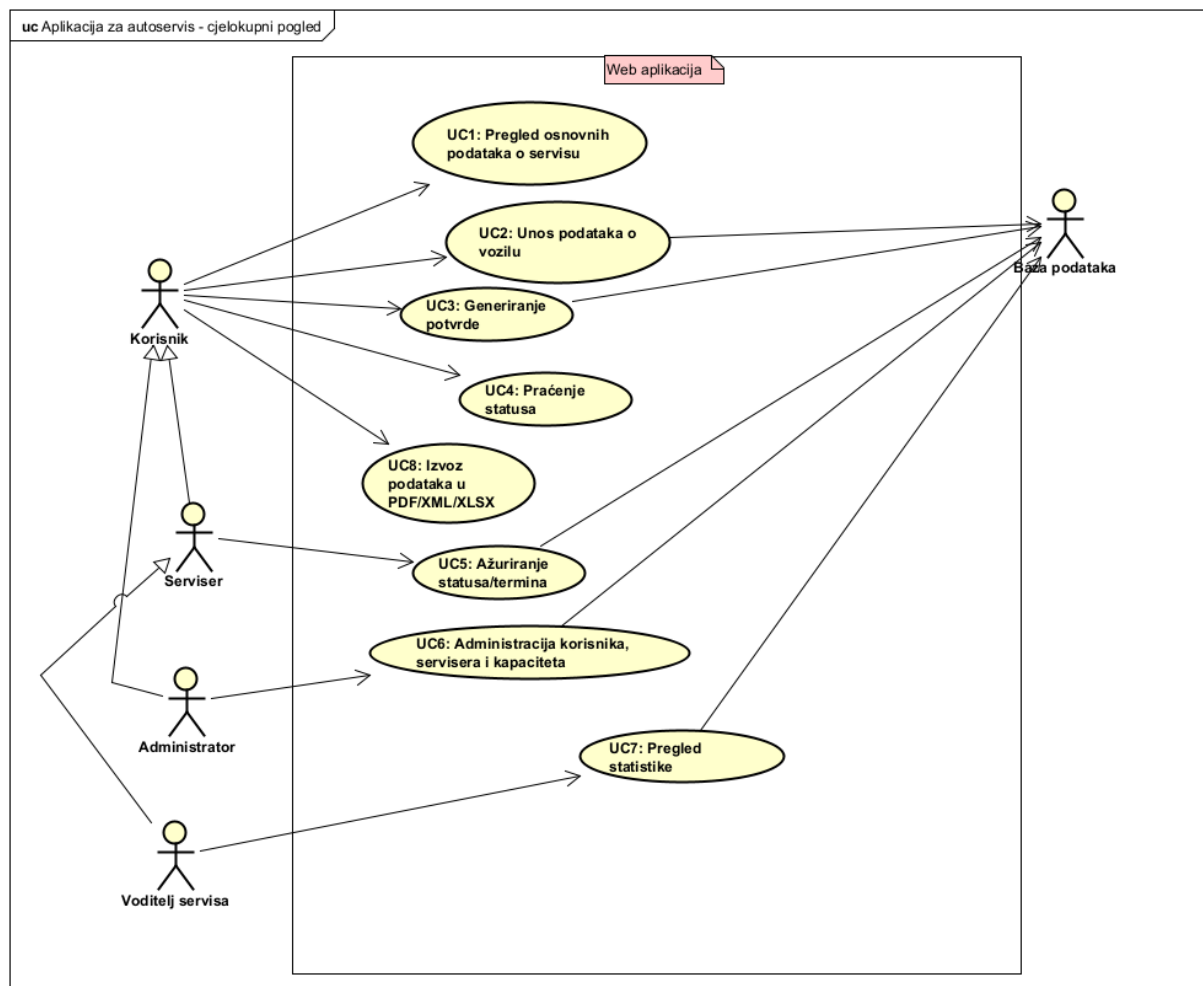 uc Aplikacija za autoservis - cjelokupni pogled
Web aplikacija
UC1: Pregled osnovnih
podataka o servisu
UC2: Unos podataka o
vozilu
Baza podataka
UC3: Generiranje
potvrde
Korisnik
UC4: Praćenje
statusa
UC8: Izvoz
podataka u
PDF/XML/XLSX
UC5: Ažuriranje
statusa/termina
Serviser
UC6: Administracija korisnika,
servisera i kapaciteta
Administrator
UC7: Pregled
statistike
Voditelj servisa